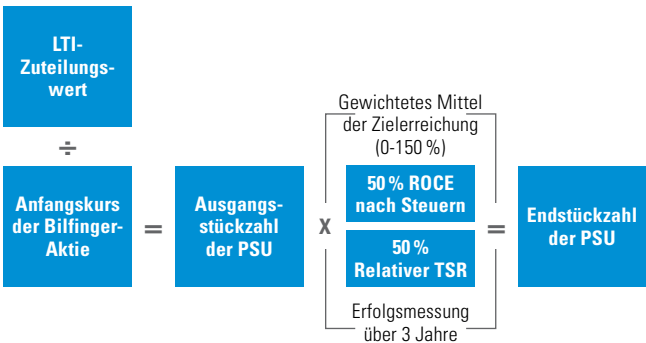 LTI-
Zuteilungs-
wert
÷
Anfangskurs
der Bilfinger-
Aktie
=
Ausgangs-
stückzahl
der PSU
x
Gewichtetes Mittel
der Zielerreichung
(0-150 %)
50 % ROCE
nach Steuern
50 %
Relativer TSR
Erfolgsmessung
über 3 Jahre
=
Endstückzahl
der PSU